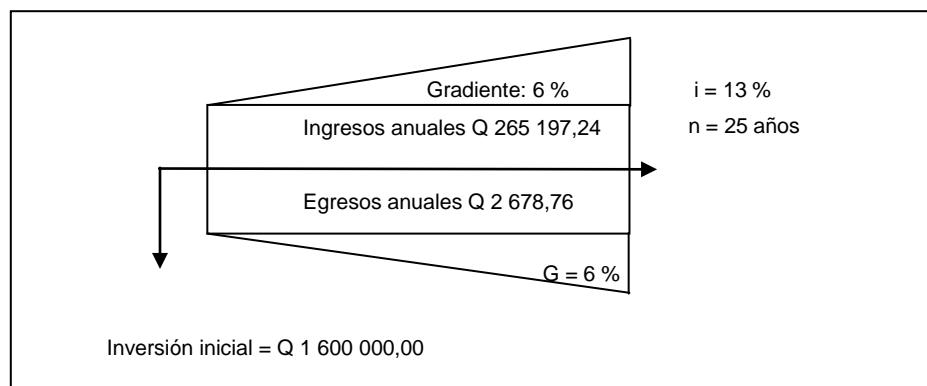 Gradiente: 6 %
i = 13 %
Ingresos anuales Q 265 197,24
n = 25 años
Egresos anuales Q 2 678,76
G = 6 %
Inversión inicial = Q 1 600 000,00